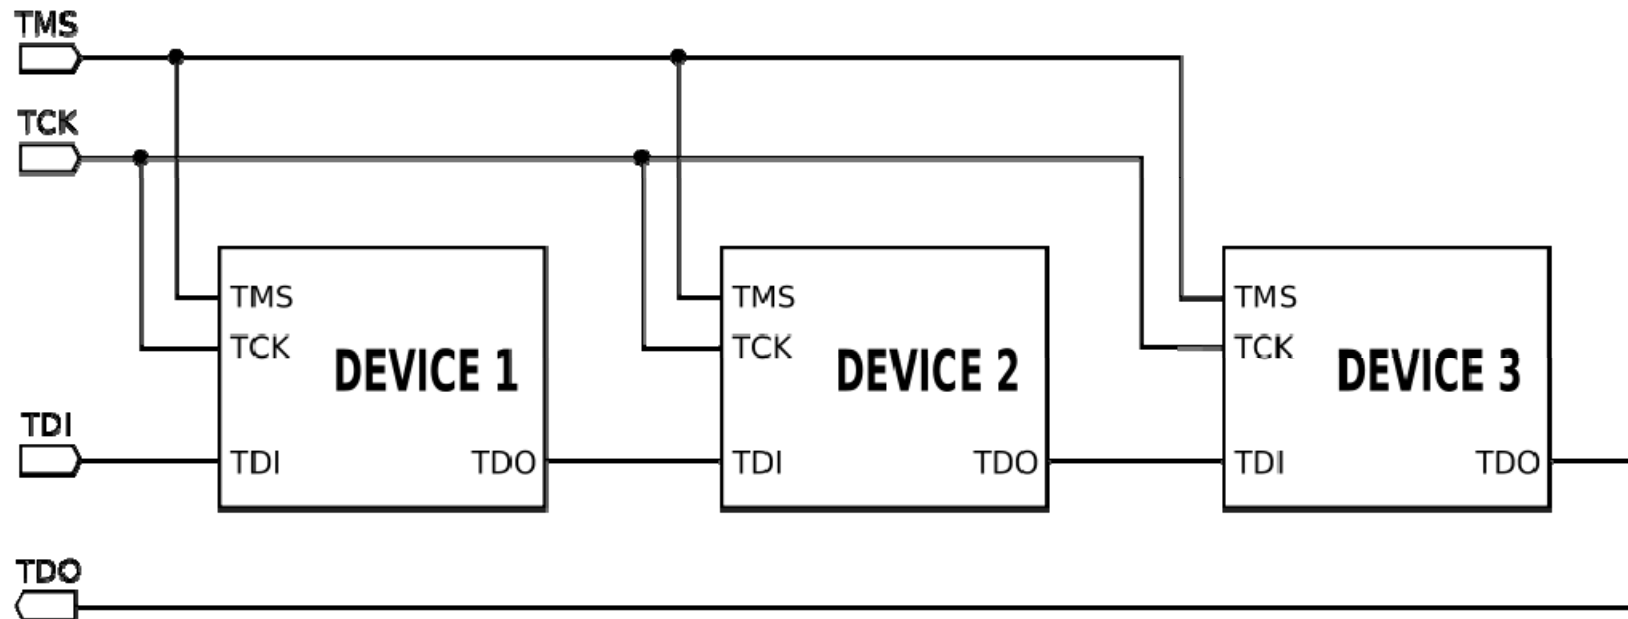 TMS
TCK
TMS
TMS
TMS
TCK
TCK
TCK
DEVICE 1
DEVICE 2
DEVICE 3
TDI
TDI
TDO
TDI
TDO
TDI
TDO
TDO